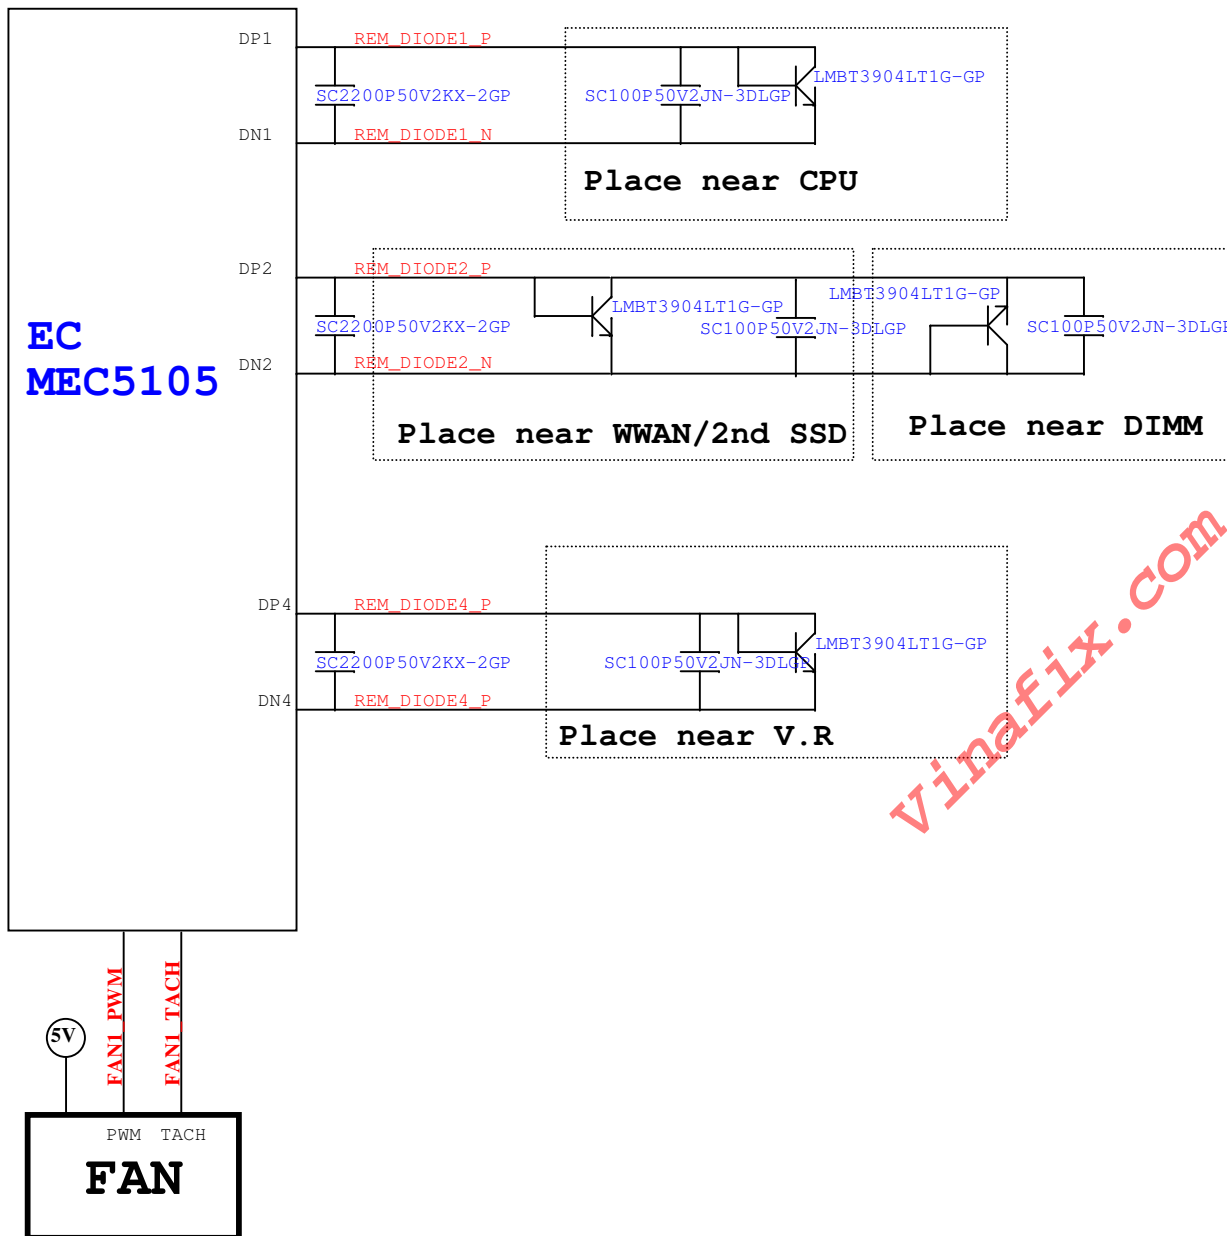 DP1
REM_DIODE1_P
LMBT3904LT1G-GP
SC2200P50V2KX-2GP
SC100P50V2JN-3DLGP
DN1
REM_DIODE1_N
Place near CPU
DP2
REM_DIODE2_P
LMBT3904LT1G-GP
LMBT3904LT1G-GP
SC2200P50V2KX-2GP
SC100P50V2JN-3DLGP
SC100P50V2JN-3DLGP
EC
MEC5105
DN2
REM_DIODE2_N
Place near WWAN/2nd SSD
Place near DIMM
DP4
REM_DIODE4_P
LMBT3904LT1G-GP
SC2200P50V2KX-2GP
SC100P50V2JN-3DLGP
DN4
REM_DIODE4_P
Place near V.R
vinafix.com
FAN1_PWM
FAN1_TACH
5V
PWM TACH
FAN